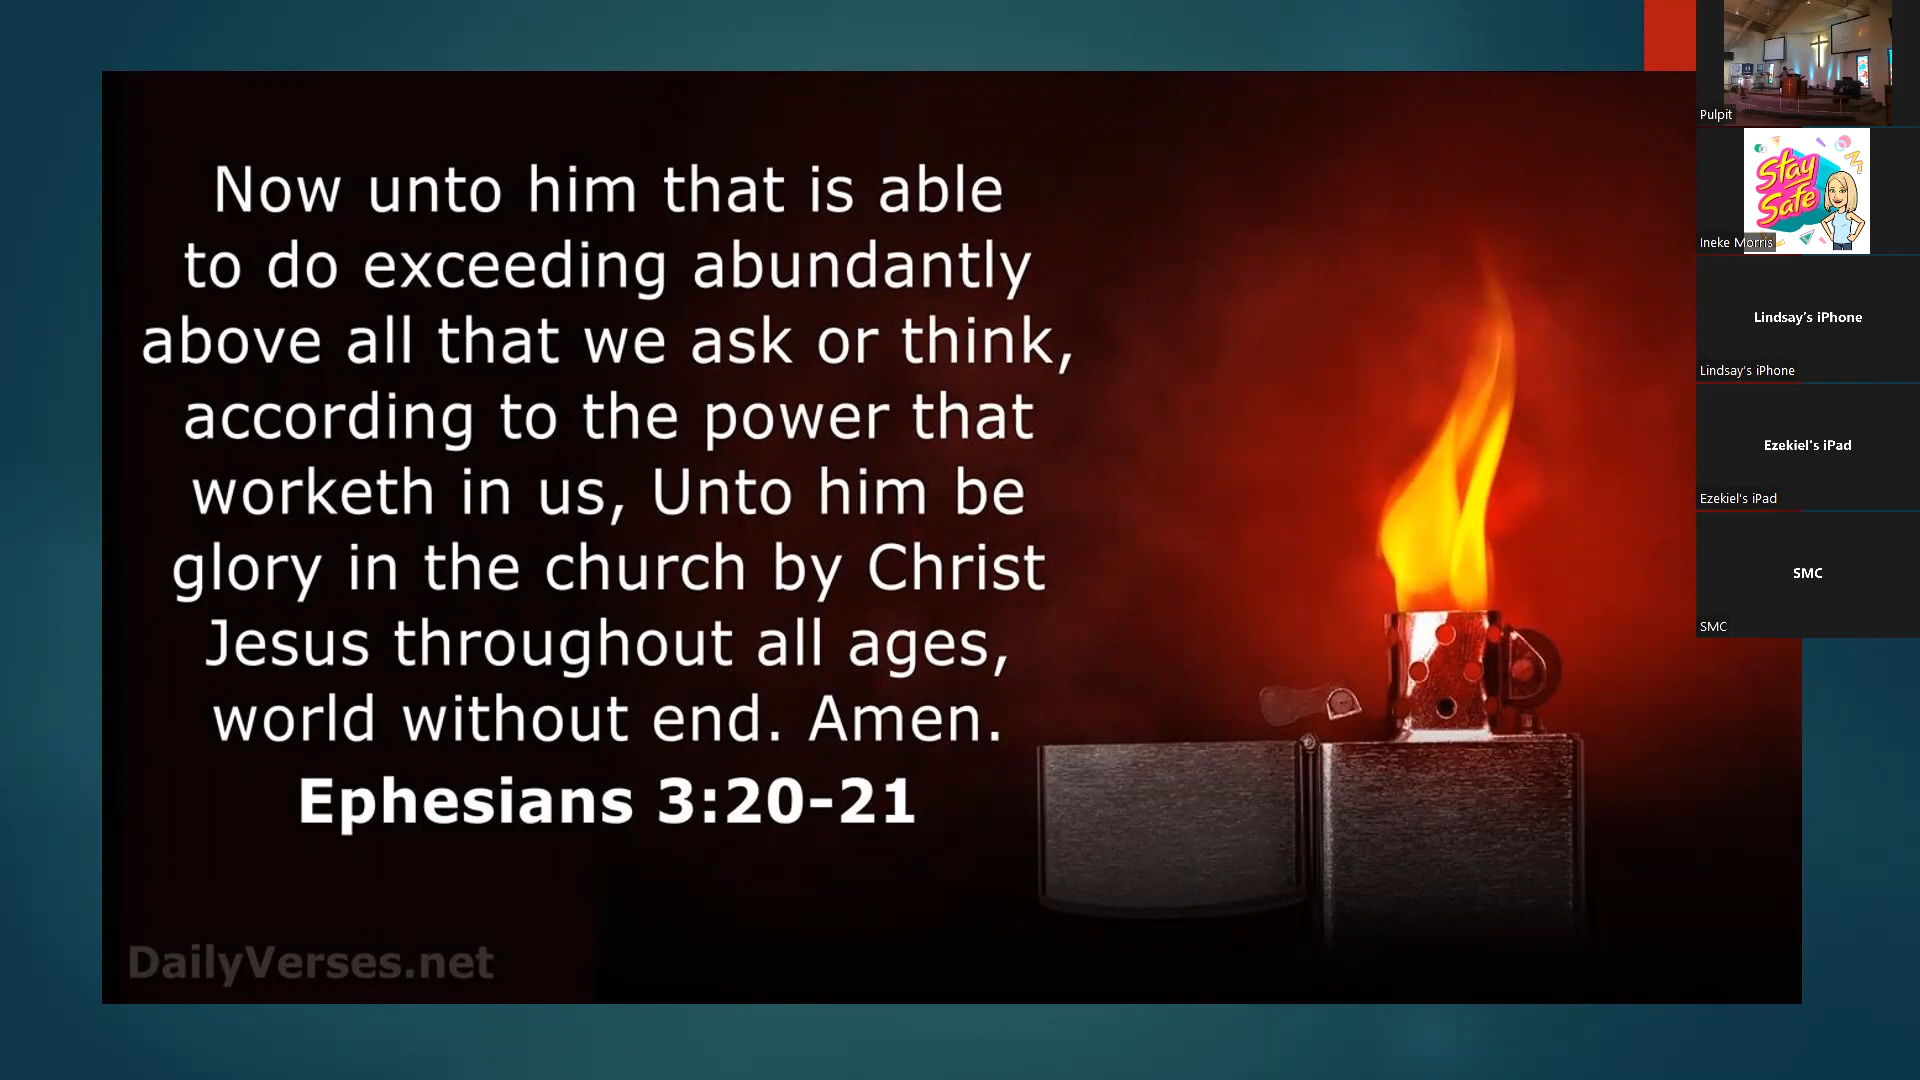 Now unto him that is able
to do exceeding abundantly
above all that we ask or think,
according to the power that
worketh in us, Unto him be
glory in the church by Christ
Jesus throughout all ages,
world without end. Amen.
Ephesians 3:20-21
DailyVerses.net
Pulpit
Stay
Safe
Ineke Morris
Lindsay's iPhone
Lindsay's iPhone
Ezekiel's iPad
Ezekiel's iPad
SMC
SMC